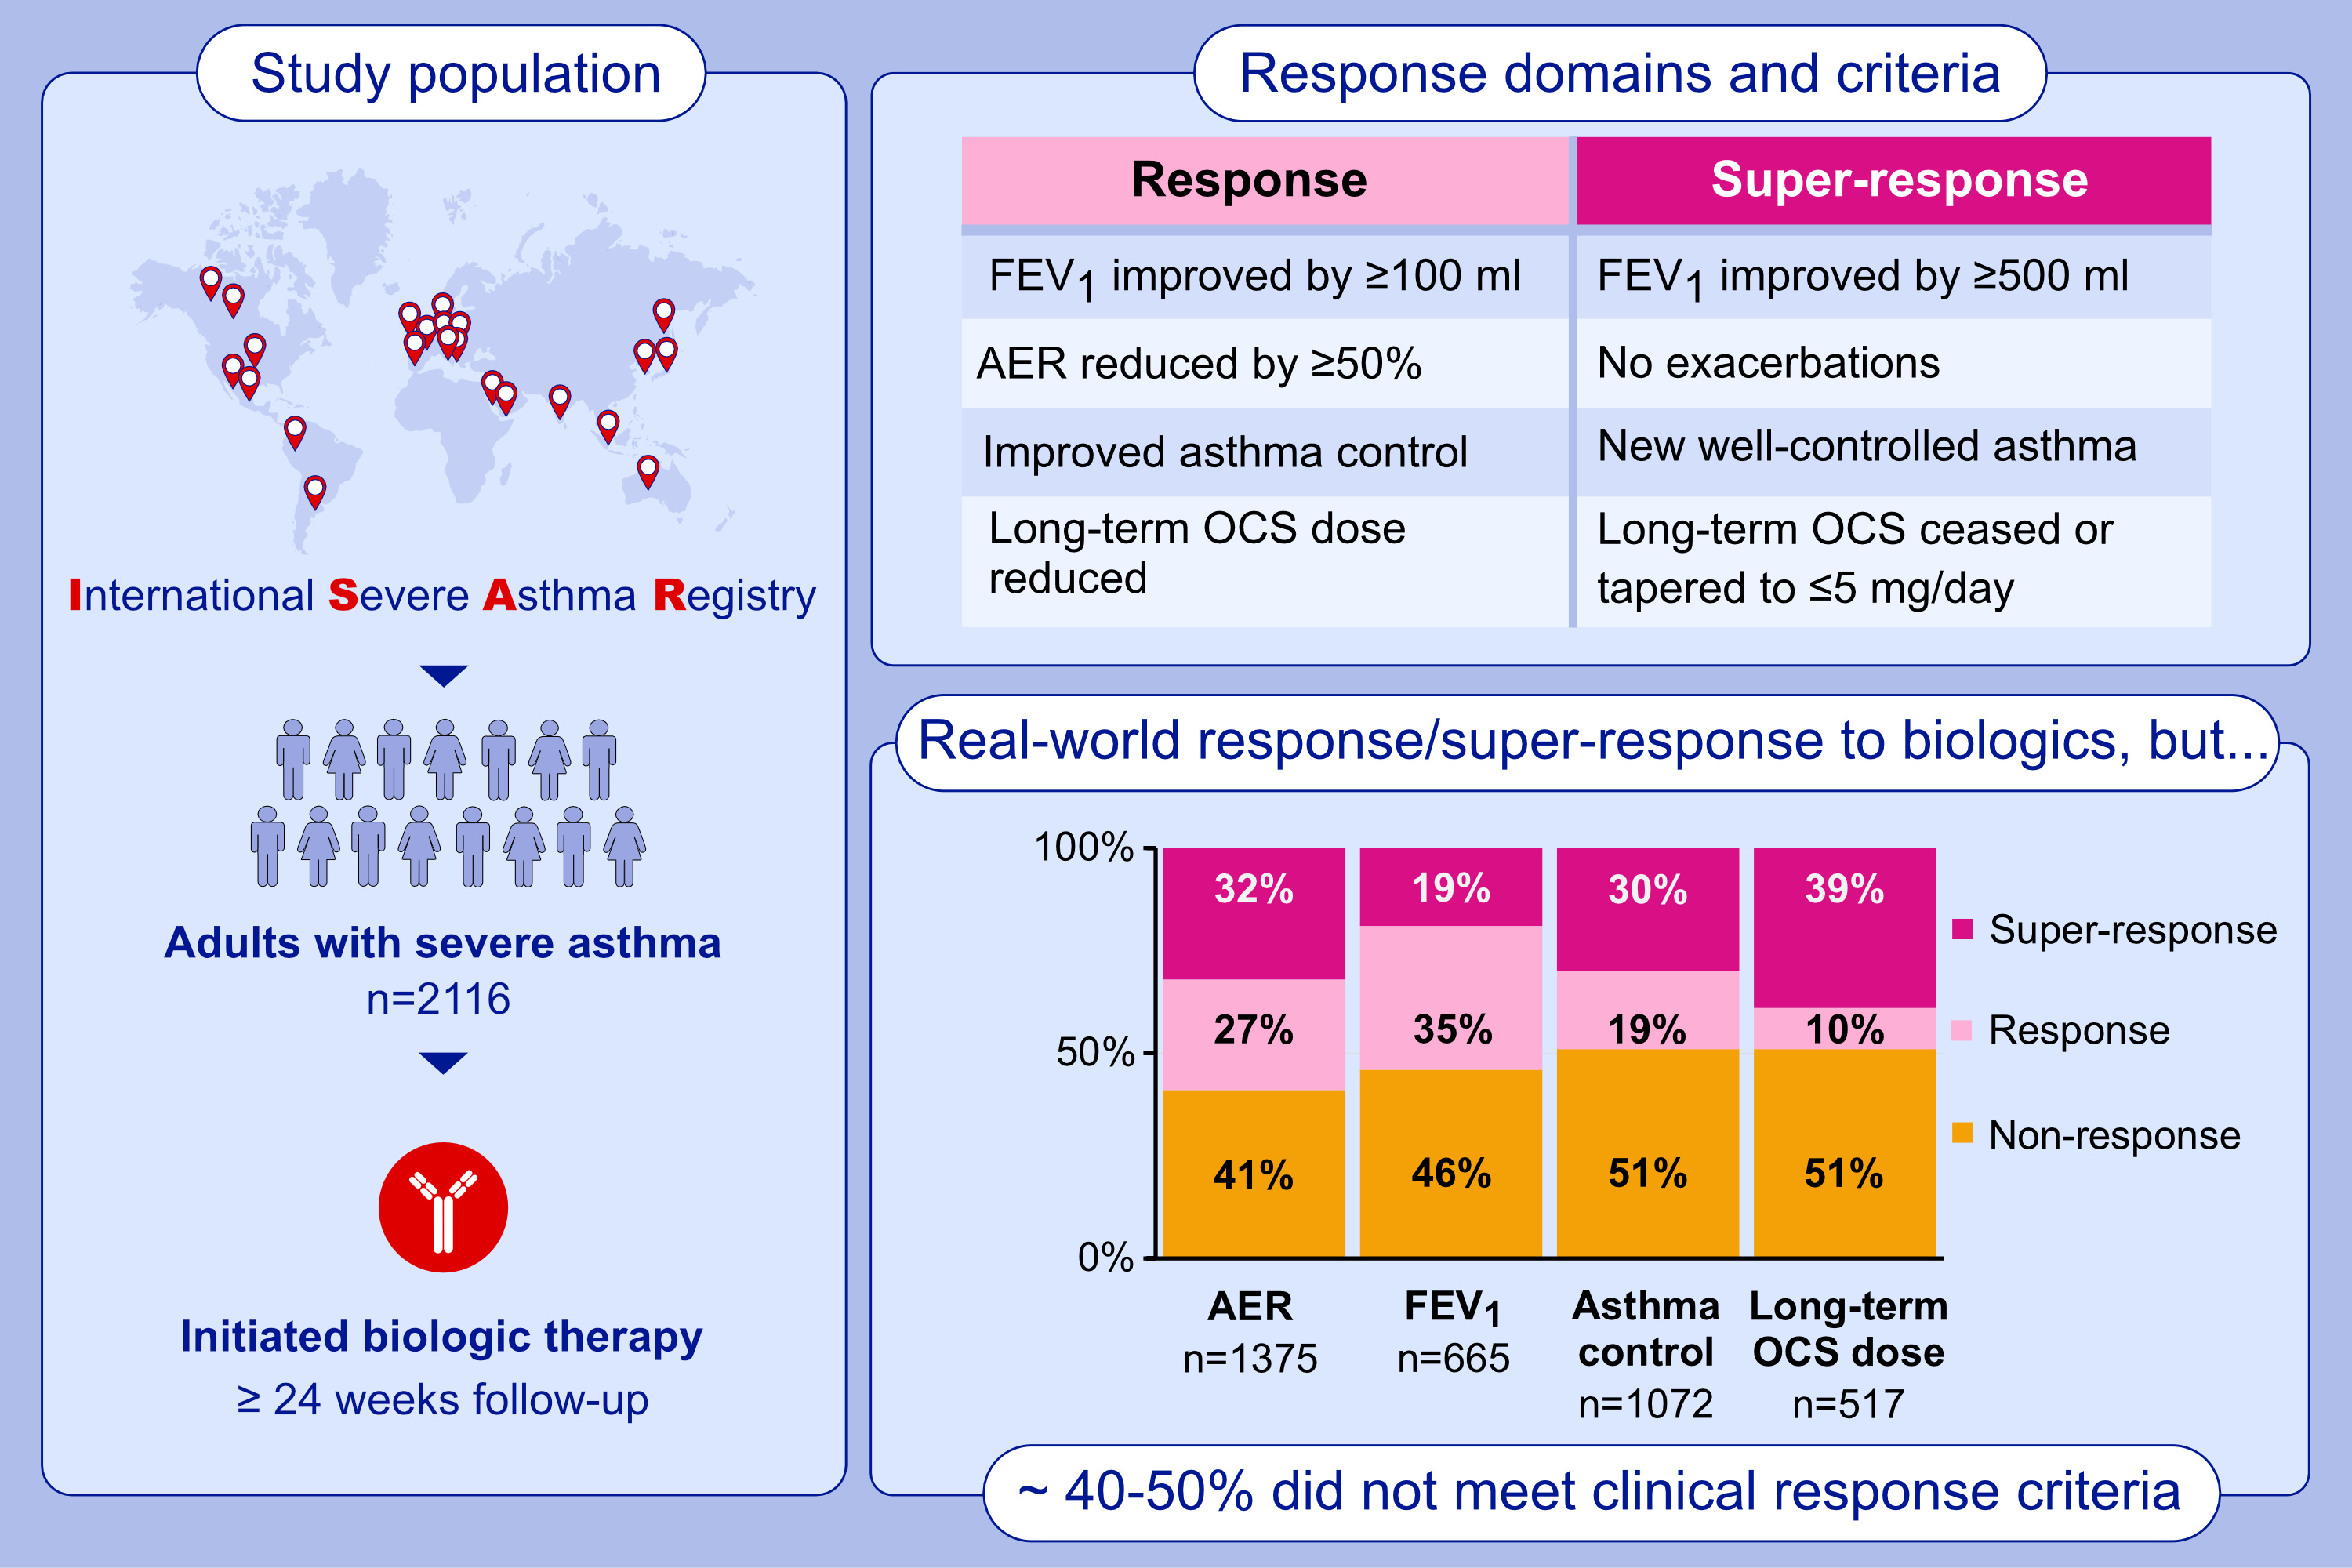 Study population
International Severe Asthma Registry
Adults with severe asthma
n=2116
Initiated biologic therapy
≥ 24 weeks follow-up
Response domains and criteria
Response
Super-response
FEV1 improved by ≥100 ml
FEV1 improved by ≥500 ml
AER reduced by ≥50%
No exacerbations
Improved asthma control
New well-controlled asthma
Long-term OCS dose
reduced
Long-term OCS ceased or
tapered to ≤5 mg/day
Real-world response/super-response to biologics, but...
100%
50%
0%
32%
19%
30%
39%
27%
35%
19%
10%
41%
46%
51%
51%
Super-response
Response
Non-response
AER
n=1375
FEV1
n=665
Asthma
control
n=1072
Long-term
OCS dose
n=517
~ 40-50% did not meet clinical response criteria